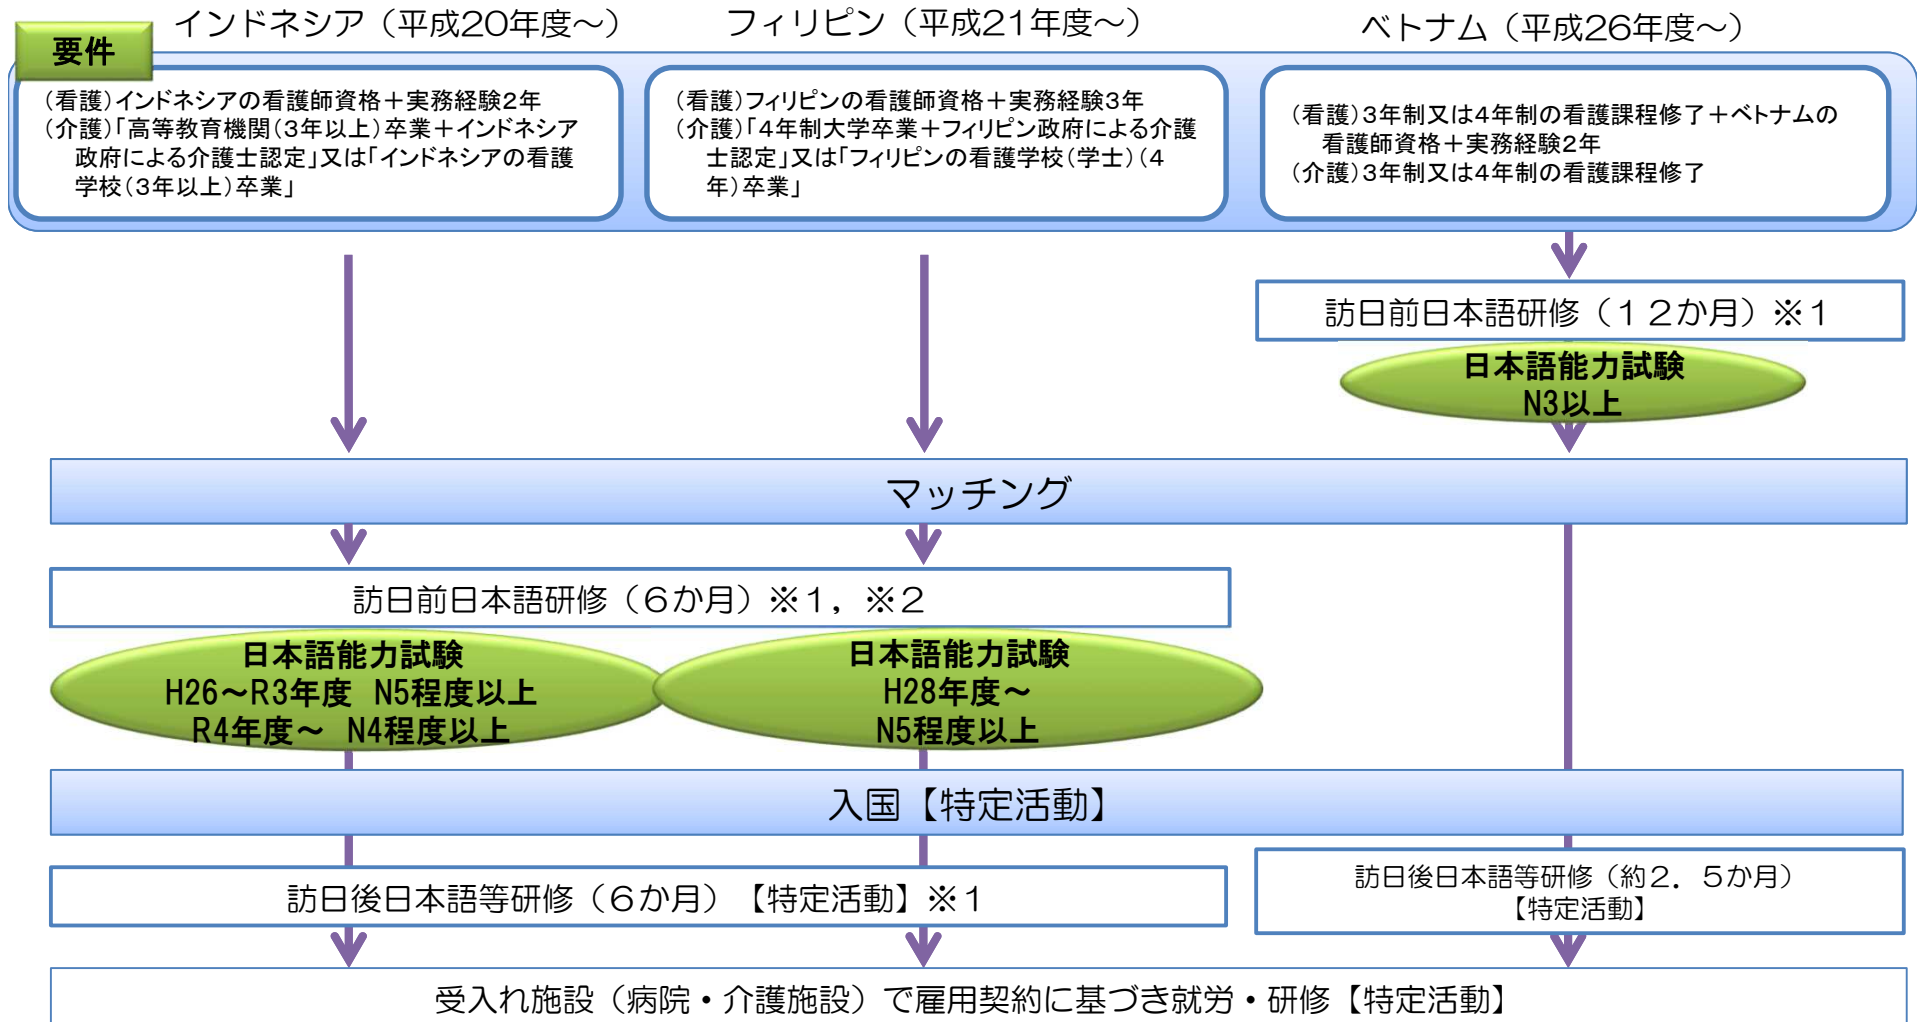 インドネシア（平成20年度～）
フィリピン（平成21年度～）
ベトナム（平成26年度～）
要件
（看護）インドネシアの看護師資格＋実務経験2年
（介護）「高等教育機関（3年以上）卒業＋インドネシア
政府による介護士認定」又は「インドネシアの看護
学校（3年以上）卒業」
（看護）フィリピンの看護師資格＋実務経験3年
（介護）「4年制大学卒業＋フィリピン政府による介護
士認定」又は「フィリピンの看護学校（学士）（4
年）卒業」
（看護）3年制又は4年制の看護課程修了＋ベトナムの
看護師資格＋実務経験2年
（介護）3年制又は4年制の看護課程修了
訪日前日本語研修（１２か月）※１
日本語能力試験
N3以上
マッチング
訪日前日本語研修（６か月）※１，※２
日本語能力試験
H26～R3年度　N5程度以上
R4年度～　N4程度以上
日本語能力試験
H28年度～
N5程度以上
入国【特定活動】
訪日後日本語等研修（６か月）【特定活動】※１
訪日後日本語等研修（約２．５か月）
【特定活動】
受入れ施設（病院・介護施設）で雇用契約に基づき就労・研修【特定活動】